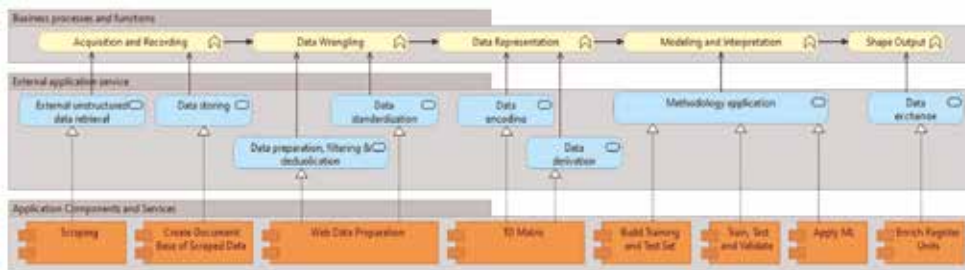 Business processes and functions
Acquisition and Recording
Data Wrangling
Data Representation
Modeling and Interpretation
Shape Output
External application service
External unstructured
data retrieval
Data storing
Data
standardization
Data
encoding
Methodology application
Data
exchange
Data preparation, filtering &
deduplication
Data
derivation
Application Components and Services
Scraping
Create Document
Base of Scraped Data
Web Data Preparation
TD Matrix
Build Training
and Test Set
Train, Test
and Validate
Apply ML
Enrich Register
Units